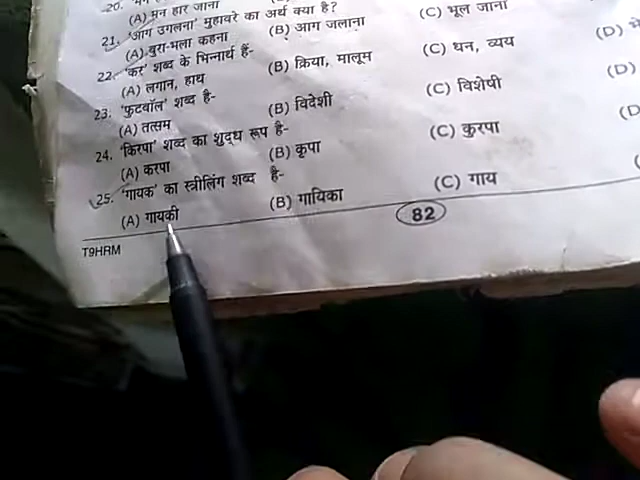 20.
(A) मन हार जाना (C) भूल जाना
21. 'आग उगलना' मुहावरे का अर्थ क्या है?
(A) बुरा-भला कहना (B) आग जलाना (C) धन, व्यय (D)
22. 'कर' शब्द के भिन्नार्थ हैं-
(A) लगान, हाथ (B) क्रिया, मालूम (C) विशेषी (D)
23. 'फुटबॉल' शब्द है-
(A) तत्सम (B) विदेशी (C) कुरपा (D
24. 'किरपा' शब्द का शुद्ध रूप है-
(A) करपा (B) कृपा (C) गाय (
25. 'गायक' का स्त्रीलिंग शब्द है-
(A) गायकी (B) गायिका
82
T9HRM